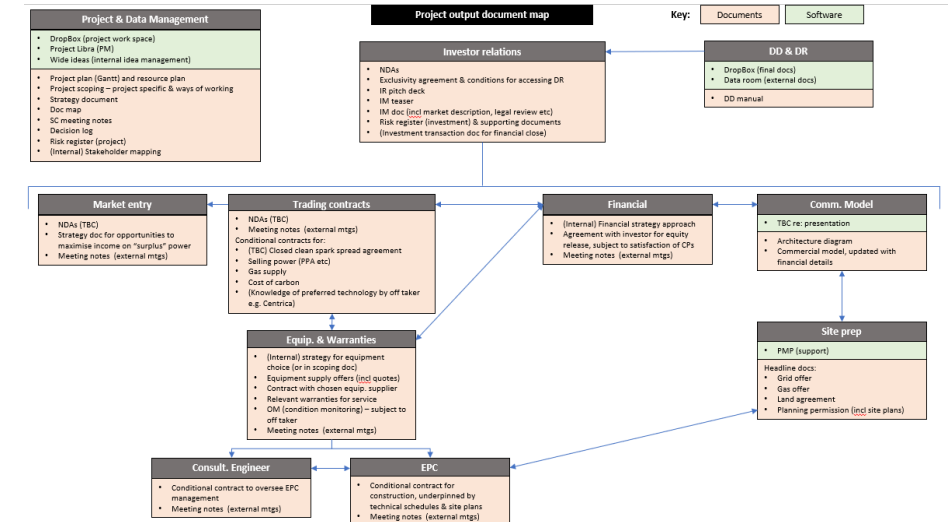 Project output document map
Key:
Documents
Software
Project & Data Management
DropBox (project work space)
Project Libra (PM)
Wide ideas (internal idea management)
Project plan (Gantt) and resource plan
Project scoping – project specific & ways of working
Strategy document
Doc map
SC meeting notes
Decision log
Risk register (project)
(Internal) Stakeholder mapping
Investor relations
NDAs
Exclusivity agreement & conditions for accessing DR
IR pitch deck
IM teaser
IM doc (incl market description, legal review etc)
Risk register (investment) & supporting documents
(Investment transaction doc for financial close)
DD & DR
DropBox (final docs)
Data room (external docs)
DD manual
Market entry
NDAs (TBC)
Strategy doc for opportunities to
maximise income on "surplus" power
Meeting notes (external mtgs)
Trading contracts
NDAs (TBC)
Meeting notes (external mtgs)
Conditional contracts for:
(TBC) Closed clean spark spread agreement
Selling power (PPA etc)
Gas supply
Cost of carbon
(Knowledge of preferred technology by off taker
e.g. Centrica)
Financial
(Internal) Financial strategy approach
Agreement with investor for equity
release, subject to satisfaction of CPs
Meeting notes (external mtgs)
Comm. Model
TBC re: presentation
Architecture diagram
Commercial model, updated with
financial details
Equip. & Warranties
(Internal) strategy for equipment
choice (or in scoping doc)
Equipment supply offers (incl quotes)
Contract with chosen equip. supplier
Relevant warranties for service
OM (condition monitoring) – subject to
off taker
Meeting notes (external mtgs)
Site prep
PMP (support)
Headline docs:
Grid offer
Gas offer
Land agreement
Planning permission (incl site plans)
Consult. Engineer
Conditional contract to oversee EPC
management
Meeting notes (external mtgs)
EPC
Conditional contract for
construction, underpinned by
technical schedules & site plans
Meeting notes (external mtgs)